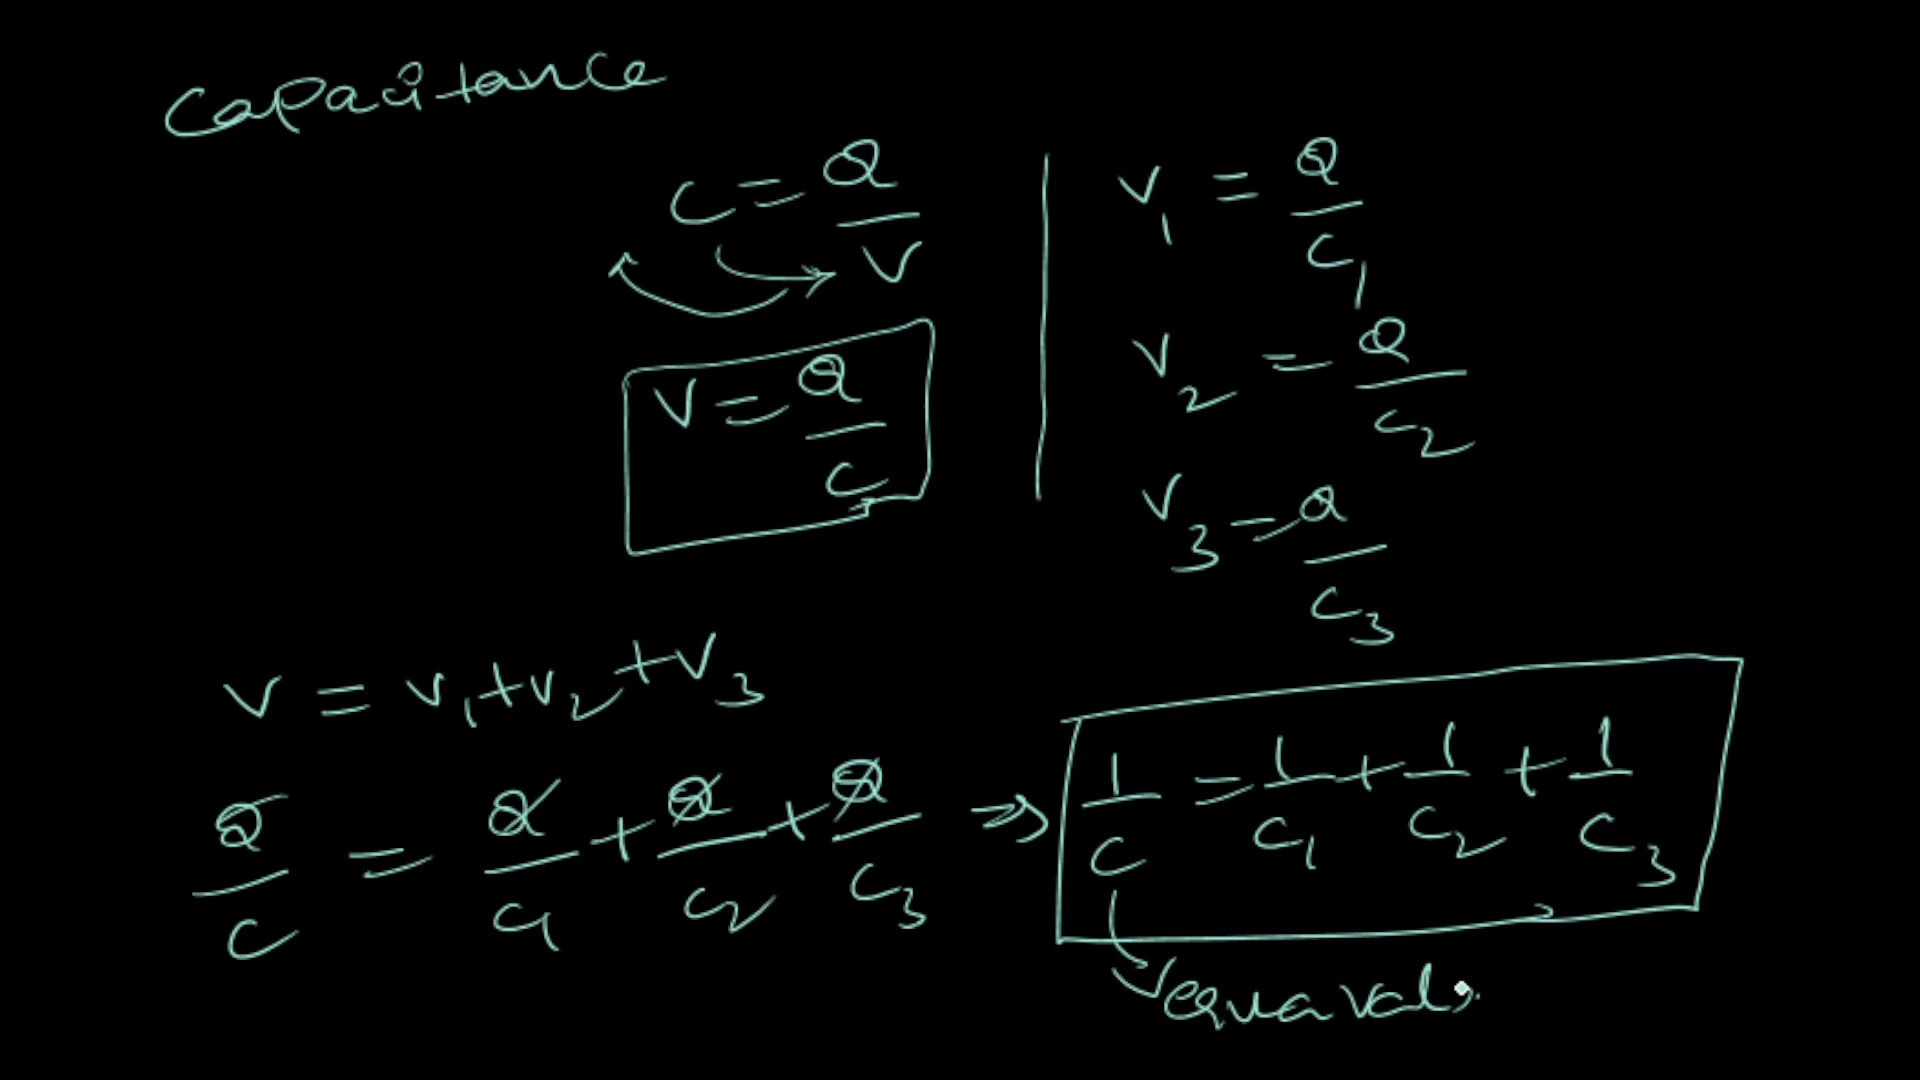 Capacitance
C = Q/V
V = Q/C
V1 = Q/C1
V2 = Q/C2
V3 = Q/C3
V = V1 + V2 + V3
Q/C = Q/C1 + Q/C2 + Q/C3 ⇒ 1/C = 1/C1 + 1/C2 + 1/C3